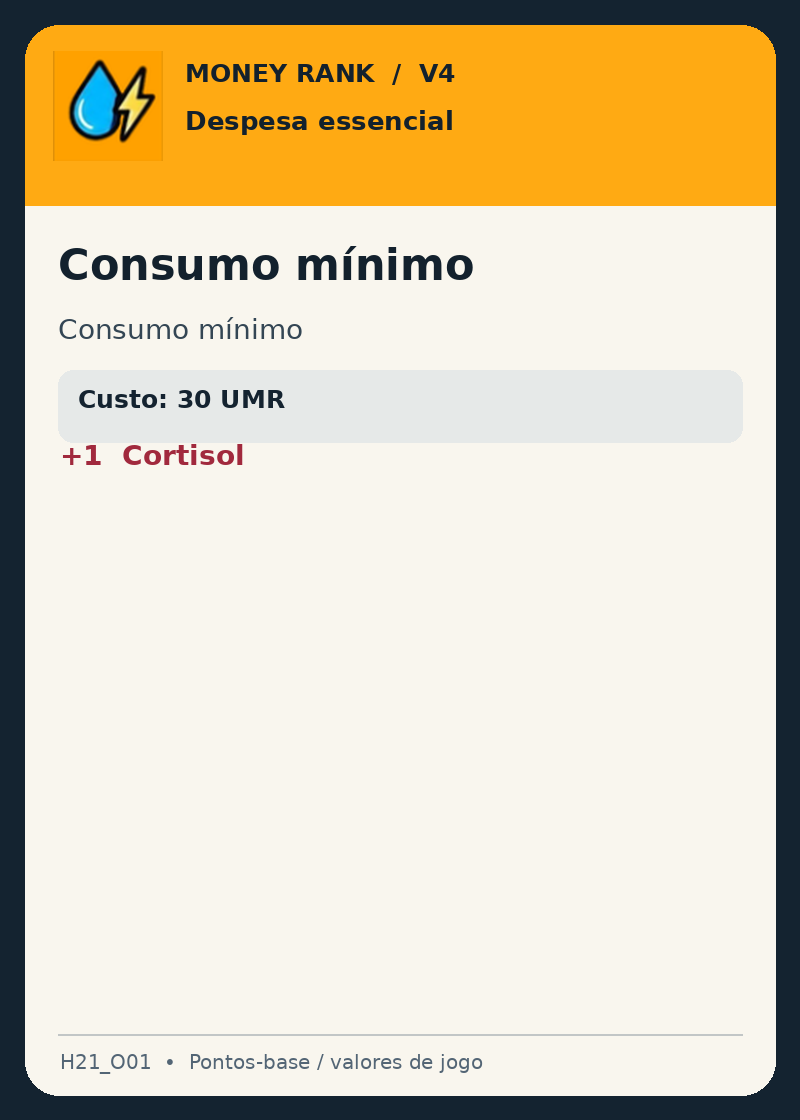 MONEY RANK / V4
Despesa essencial
Consumo mínimo
Consumo mínimo
Custo: 30 UMR
+1 Cortisol
H21_O01 • Pontos-base / valores de jogo